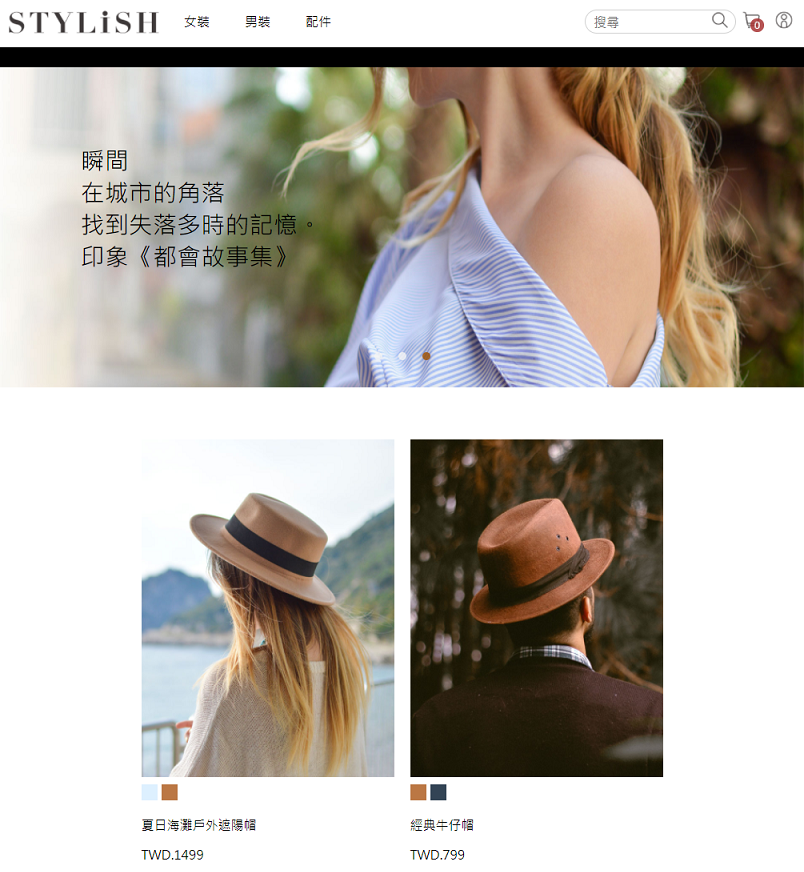 STYLiSH
女裝
男裝
配件
搜尋
0
瞬間
在城市的角落
找到失落多時的記憶。
印象《都會故事集》
夏日海灘戶外遮陽帽
TWD.1499
經典牛仔帽
TWD.799